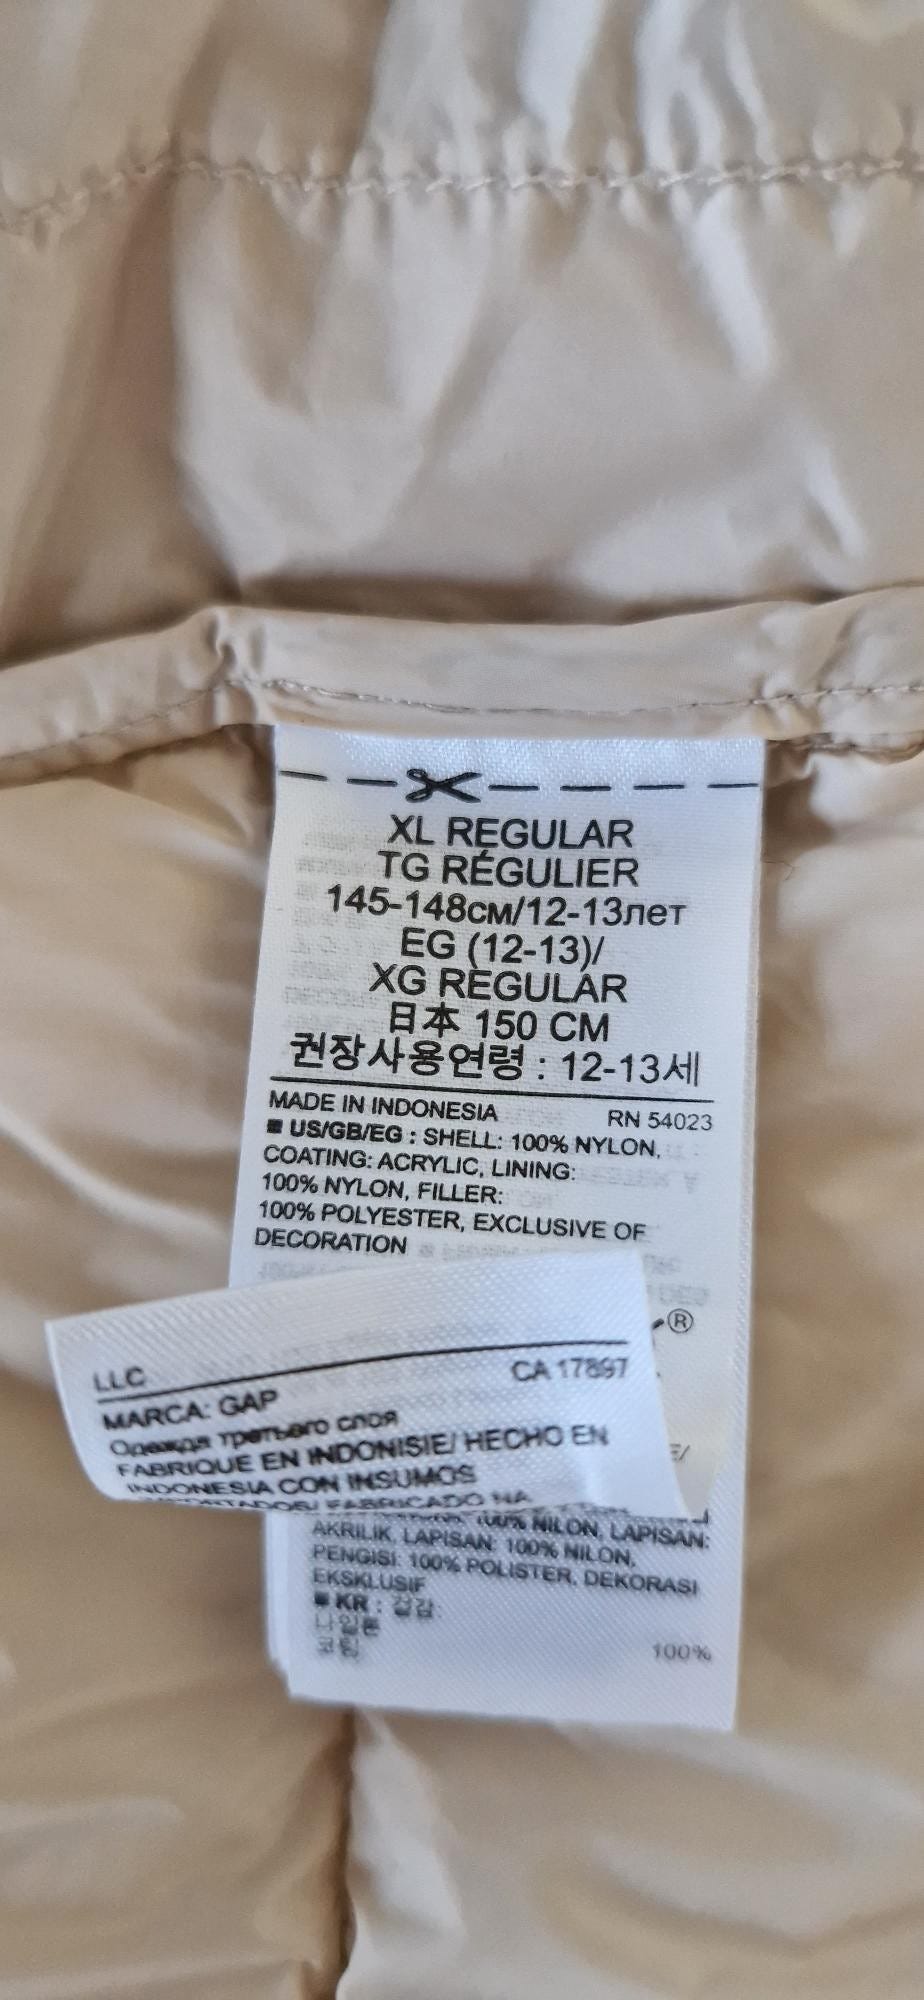 XL REGULAR
TG RÉGULIER
145-148см/12-13лет
EG (12-13)/
XG REGULAR
日本 150 CM
권장사용연령 : 12-13세
MADE IN INDONESIA RN 54023
■ US/GB/EG : SHELL: 100% NYLON,
COATING: ACRYLIC, LINING:
100% NYLON, FILLER:
100% POLYESTER, EXCLUSIVE OF
DECORATION
®
LLC
CA 17897
MARCA: GAP
Одежда третьего слоя
FABRIQUE EN INDONISIE/ HECHO EN
INDONESIA CON INSUMOS
FABRICADO NA
E/
100% NILON, LAPISAN:
AKRILIK, LAPISAN: 100% NILON,
PENGISI: 100% POLISTER, DEKORASI
EKSKLUSIF
■ KR : 겉감:
나일론
코팅 100%